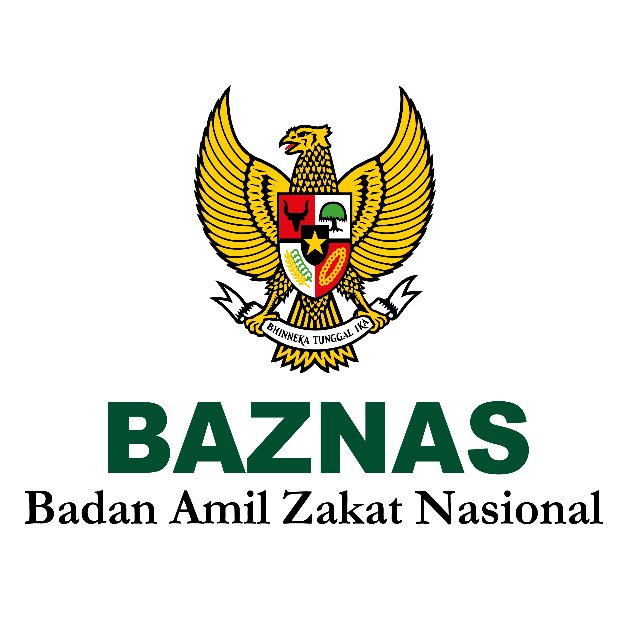 BHINNEKA TUNGGAL IKA
BAZNAS
Badan Amil Zakat Nasional